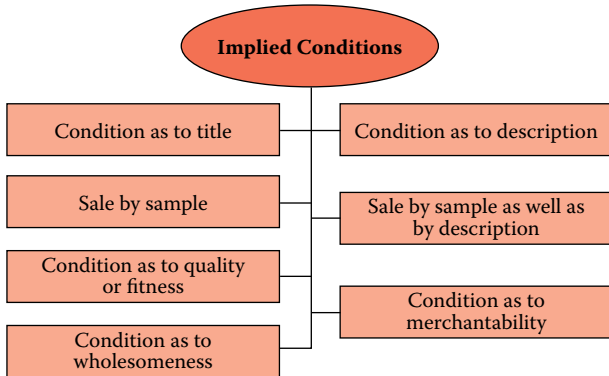 Implied Conditions
Condition as to title
Condition as to description
Sale by sample
Sale by sample as well as
by description
Condition as to quality
or fitness
Condition as to
merchantability
Condition as to
wholesomeness